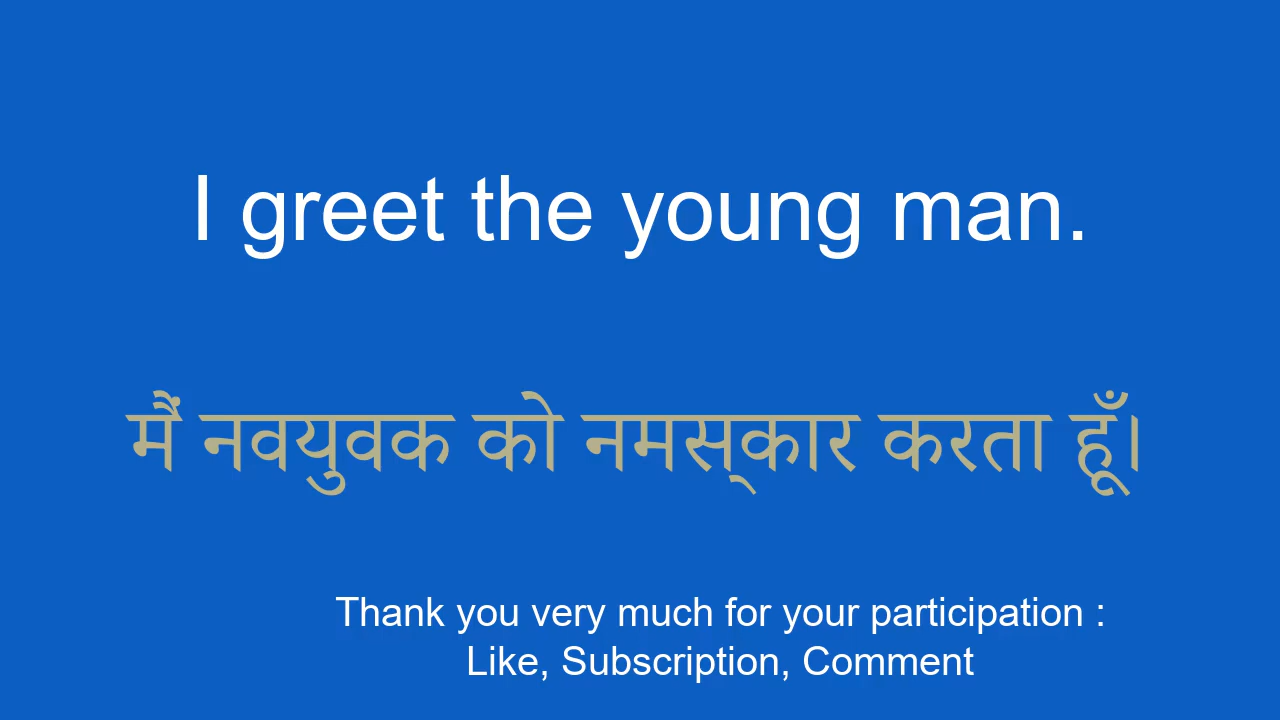 I greet the young man.
मैं नवयुवक को नमस्‌कार करता हूँ।
Thank you very much for your participation :
Like, Subscription, Comment